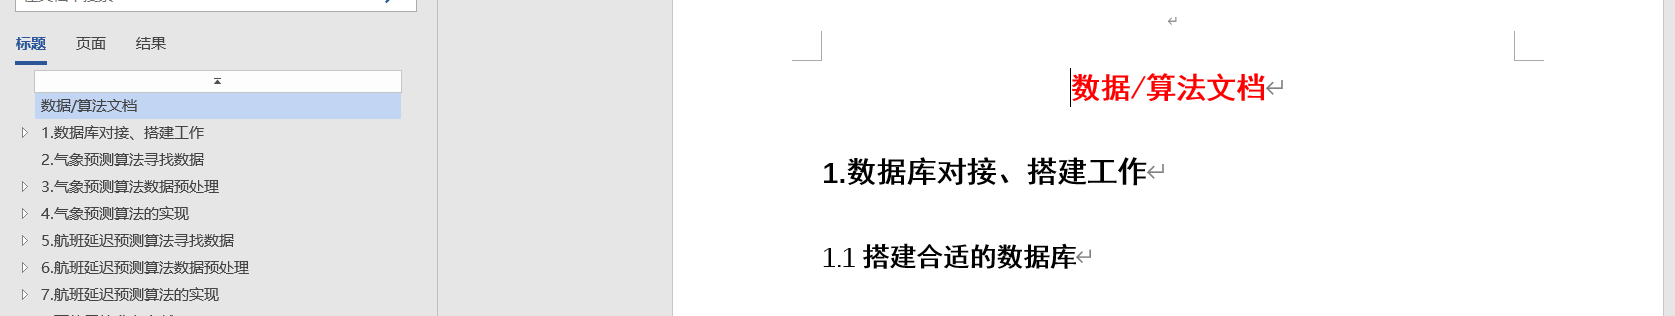 标题 页面 结果
数据/算法文档
1.数据库对接、搭建工作
2.气象预测算法寻找数据
3.气象预测算法数据预处理
4.气象预测算法的实现
5.航班延迟预测算法寻找数据
6.航班延迟预测算法数据预处理
7.航班延迟预测算法的实现
数据/算法文档
1.数据库对接、搭建工作
1.1 搭建合适的数据库